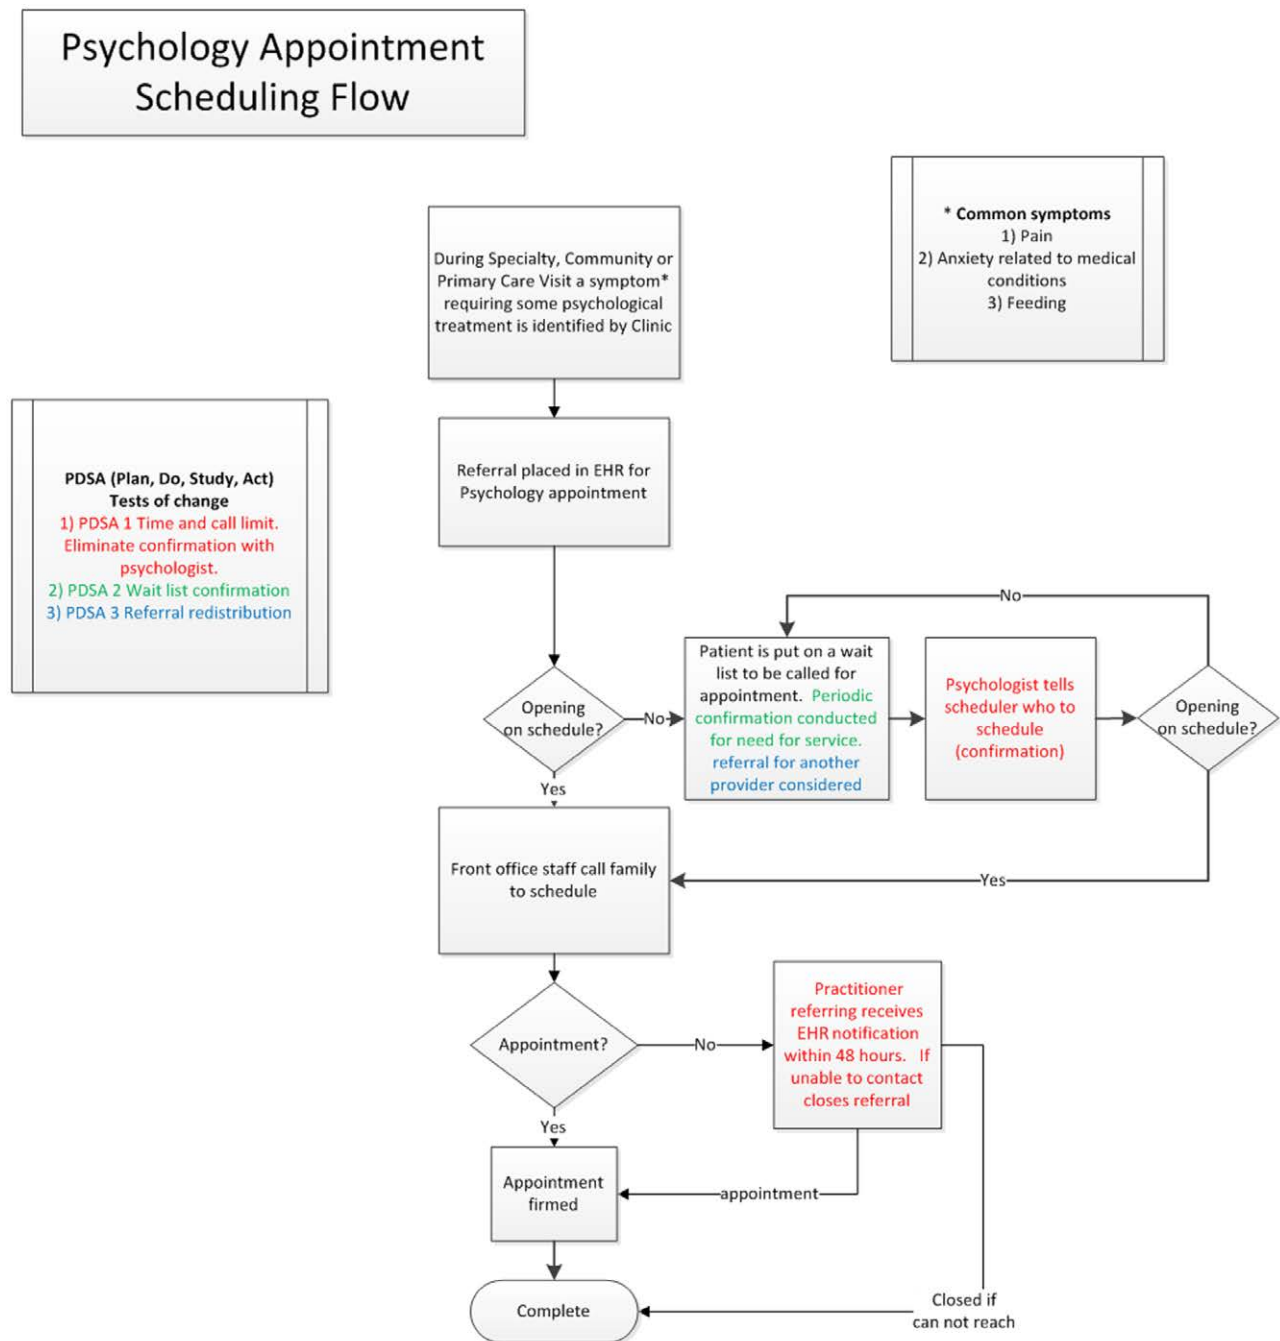 Psychology Appointment
Scheduling Flow
* Common symptoms
1) Pain
2) Anxiety related to medical
conditions
3) Feeding
During Specialty, Community or
Primary Care Visit a symptom*
requiring some psychological
treatment is identified by Clinic
PDSA (Plan, Do, Study, Act)
Tests of change
1) PDSA 1 Time and call limit.
Eliminate confirmation with
psychologist.
2) PDSA 2 Wait list confirmation
3) PDSA 3 Referral redistribution
Referral placed in EHR for
Psychology appointment
No
Opening
on schedule?
No
Patient is put on a wait
list to be called for
appointment. Periodic
confirmation conducted
for need for service.
referral for another
provider considered
Psychologist tells
scheduler who to
schedule
(confirmation)
Opening
on schedule?
Yes
Front office staff call family
to schedule
Yes
Appointment?
No
Practitioner
referring receives
EHR notification
within 48 hours. If
unable to contact
closes referral
Yes
Appointment
firmed
appointment
Complete
Closed if
can not reach